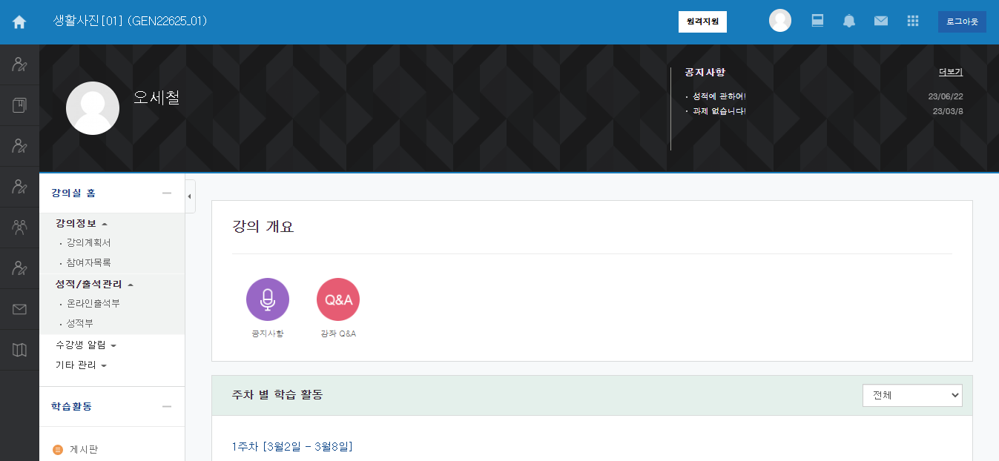 생활사진[01] (GEN22625_01)
원격지원
로그아웃
오세철
공지사항
더보기
· 성적에 관하여! 23/06/22
· 과제 없습니다! 23/03/8
강의실 홈
강의정보
· 강의계획서
· 참여자목록
성적/출석관리
· 온라인출석부
· 성적부
수강생 알림
기타 관리
학습활동
게시판
강의 개요
Q&A
공지사항
강좌 Q&A
주차 별 학습 활동
전체
1주차 [3월2일 - 3월8일]